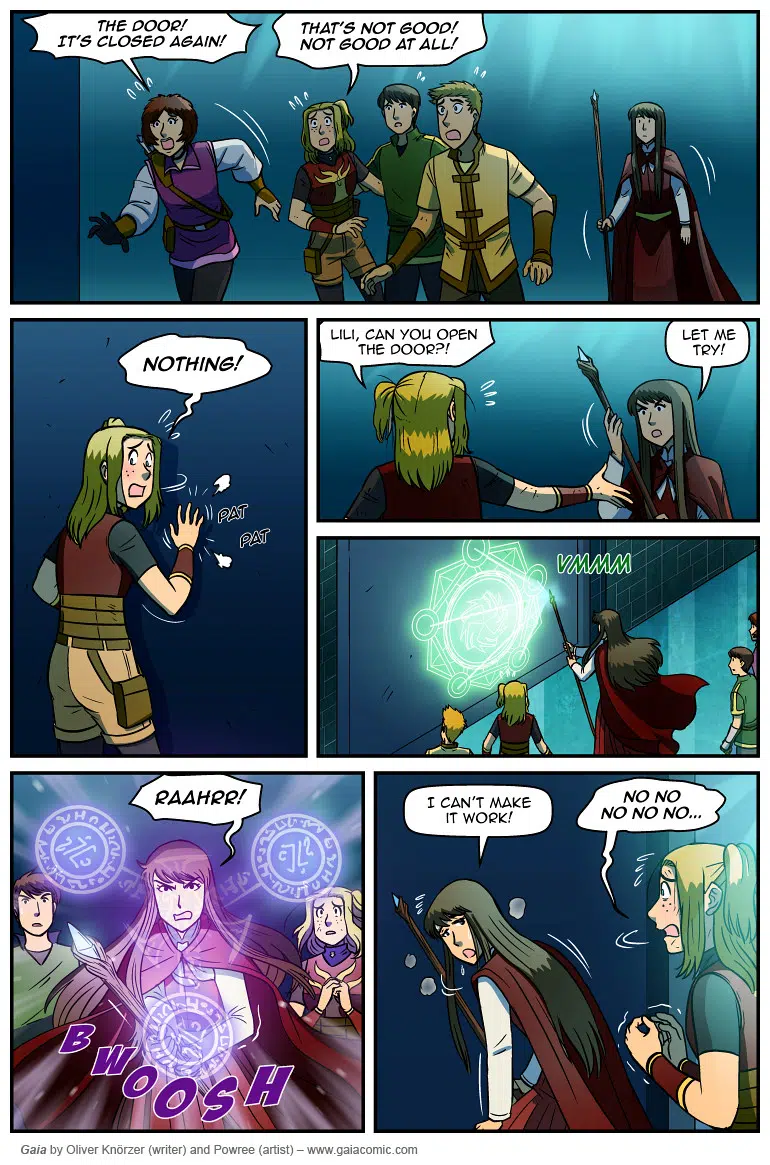 THE DOOR!
IT'S CLOSED AGAIN!
THAT'S NOT GOOD!
NOT GOOD AT ALL!
NOTHING!
PAT
PAT
LILI, CAN YOU OPEN
THE DOOR?!
LET ME
TRY!
VMMM
RAAHRR!
BWOOSH
I CAN'T MAKE
IT WORK!
NO NO
NO NO NO...
Gaia by Oliver Knörzer (writer) and Powree (artist) – www.gaiacomic.com